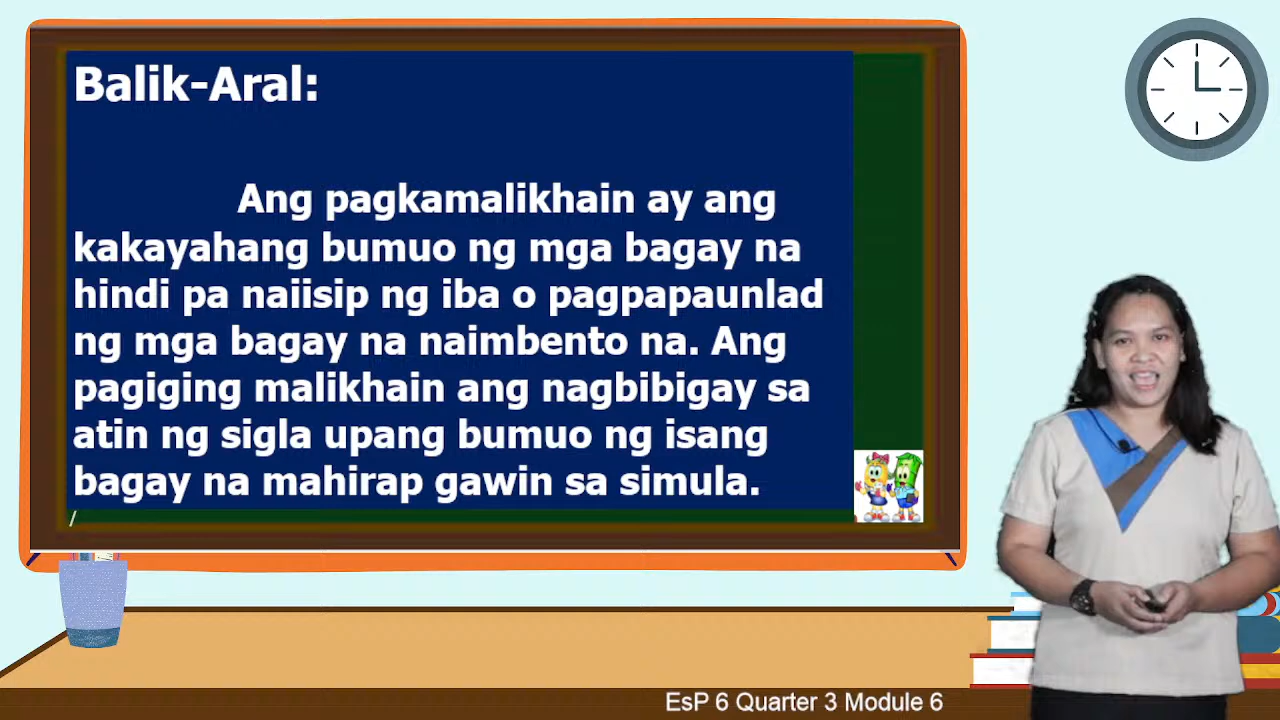 Balik-Aral:
Ang pagkamalikhain ay ang
kakayahang bumuo ng mga bagay na
hindi pa naiisip ng iba o pagpapaunlad
ng mga bagay na naimbento na. Ang
pagiging malikhain ang nagbibigay sa
atin ng sigla upang bumuo ng isang
bagay na mahirap gawin sa simula.
/
EsP 6 Quarter 3 Module 6